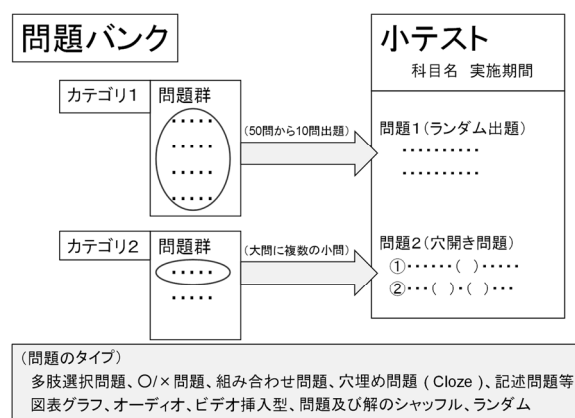 問題バンク
カテゴリ1
問題群
・・・・・
・・・・・
・・・・・
・・・・・
(50問から10問出題)
カテゴリ2
問題群
・・・・・
・・・・・
(大問に複数の小問)
小テスト
科目名 実施期間
問題1(ランダム出題)
・・・・・・・・・・
・・・・・・・・・・
問題2(穴開き問題)
①・・・・・・( )・・・・・
②・・・( )・( )・・・
(問題のタイプ)
多肢選択問題、〇/×問題、組み合わせ問題、穴埋め問題 ( Cloze )、記述問題等
図表グラフ、オーディオ、ビデオ挿入型、問題及び解のシャッフル、ランダム